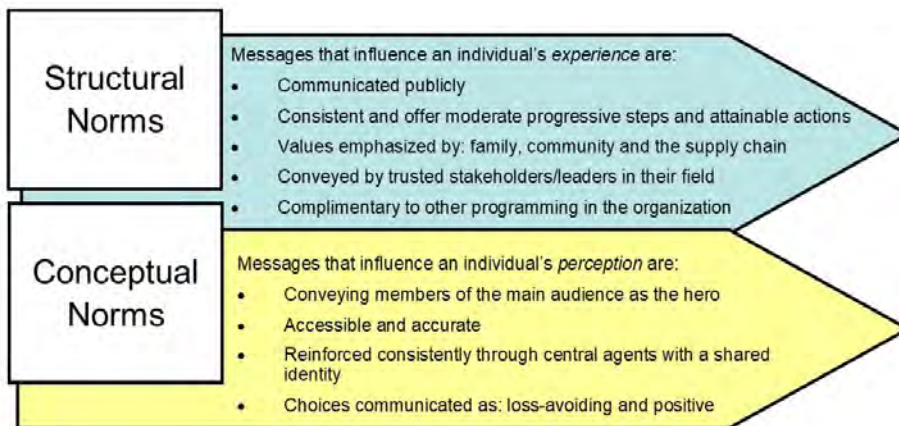 Structural
Norms
Messages that influence an individual's experience are:
• Communicated publicly
• Consistent and offer moderate progressive steps and attainable actions
• Values emphasized by: family, community and the supply chain
• Conveyed by trusted stakeholders/leaders in their field
• Complimentary to other programming in the organization
Conceptual
Norms
Messages that influence an individual's perception are:
• Conveying members of the main audience as the hero
• Accessible and accurate
• Reinforced consistently through central agents with a shared
identity
• Choices communicated as: loss-avoiding and positive